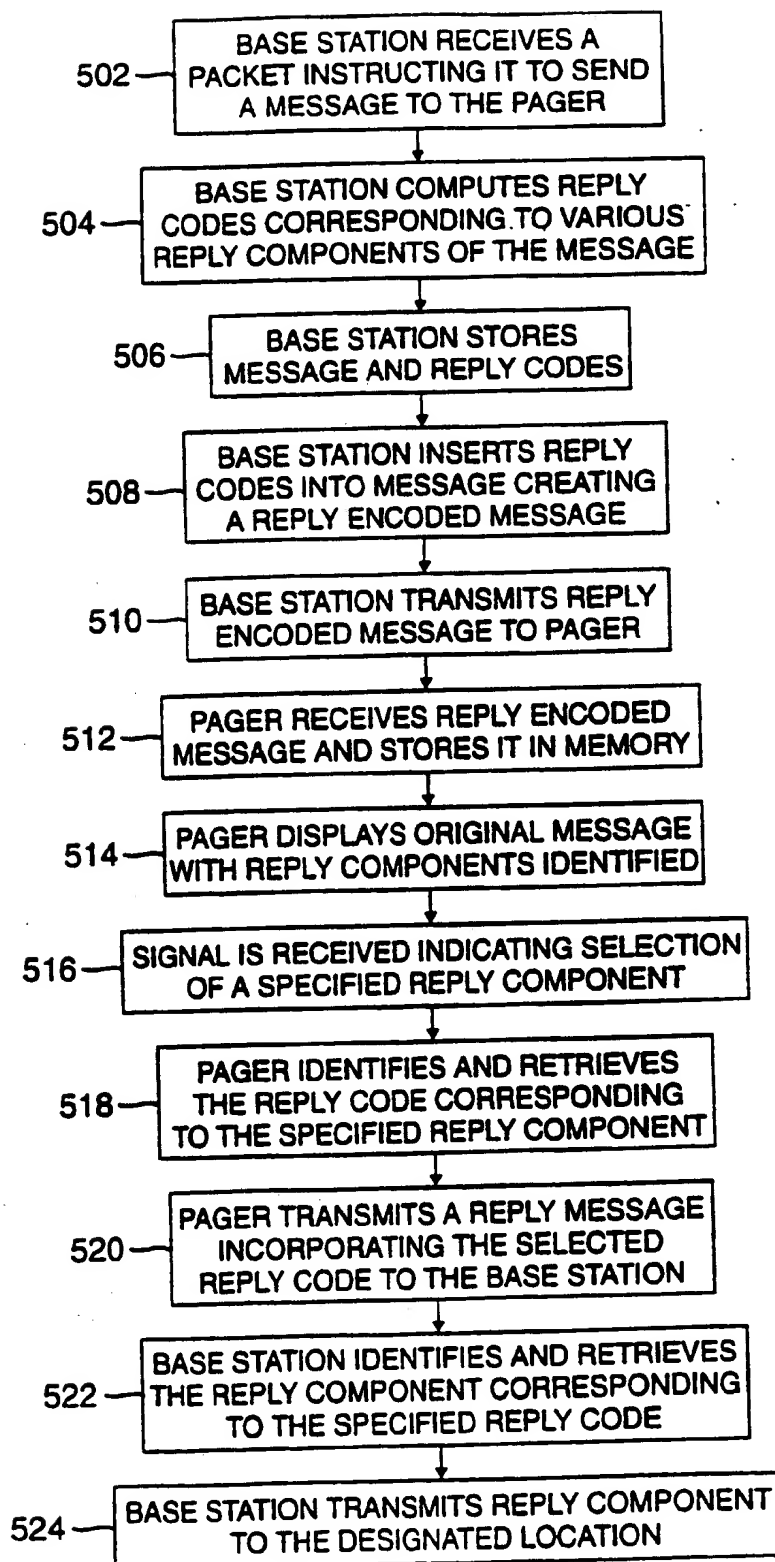 502
BASE STATION RECEIVES A
PACKET INSTRUCTING IT TO SEND
A MESSAGE TO THE PAGER
504
BASE STATION COMPUTES REPLY
CODES CORRESPONDING TO VARIOUS
REPLY COMPONENTS OF THE MESSAGE
506
BASE STATION STORES
MESSAGE AND REPLY CODES
508
BASE STATION INSERTS REPLY
CODES INTO MESSAGE CREATING
A REPLY ENCODED MESSAGE
510
BASE STATION TRANSMITS REPLY
ENCODED MESSAGE TO PAGER
512
PAGER RECEIVES REPLY ENCODED
MESSAGE AND STORES IT IN MEMORY
514
PAGER DISPLAYS ORIGINAL MESSAGE
WITH REPLY COMPONENTS IDENTIFIED
516
SIGNAL IS RECEIVED INDICATING SELECTION
OF A SPECIFIED REPLY COMPONENT
518
PAGER IDENTIFIES AND RETRIEVES
THE REPLY CODE CORRESPONDING
TO THE SPECIFIED REPLY COMPONENT
520
PAGER TRANSMITS A REPLY MESSAGE
INCORPORATING THE SELECTED
REPLY CODE TO THE BASE STATION
522
BASE STATION IDENTIFIES AND RETRIEVES
THE REPLY COMPONENT CORRESPONDING
TO THE SPECIFIED REPLY CODE
524
BASE STATION TRANSMITS REPLY COMPONENT
TO THE DESIGNATED LOCATION